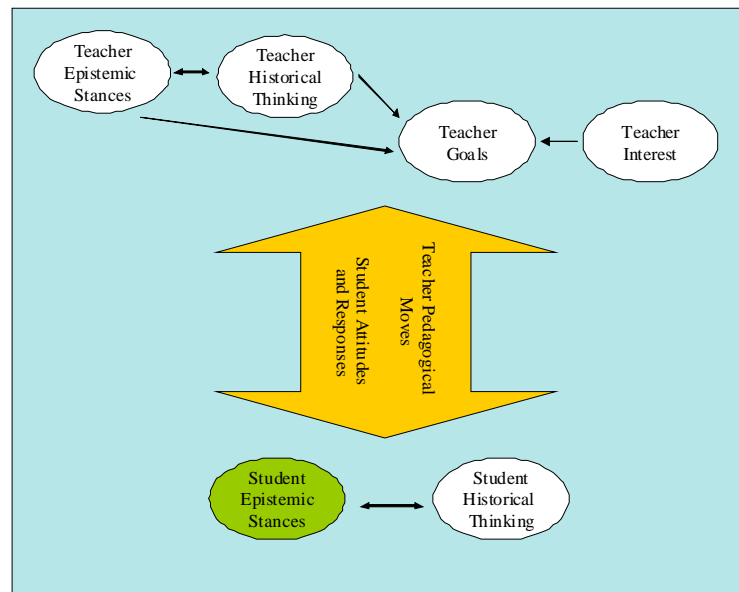 Teacher
Epistemic
Stances
Teacher
Historical
Thinking
Teacher
Goals
Teacher
Interest
Teacher Pedagogical
Moves
Student Attitudes
and Responses
Student
Epistemic
Stances
Student
Historical
Thinking